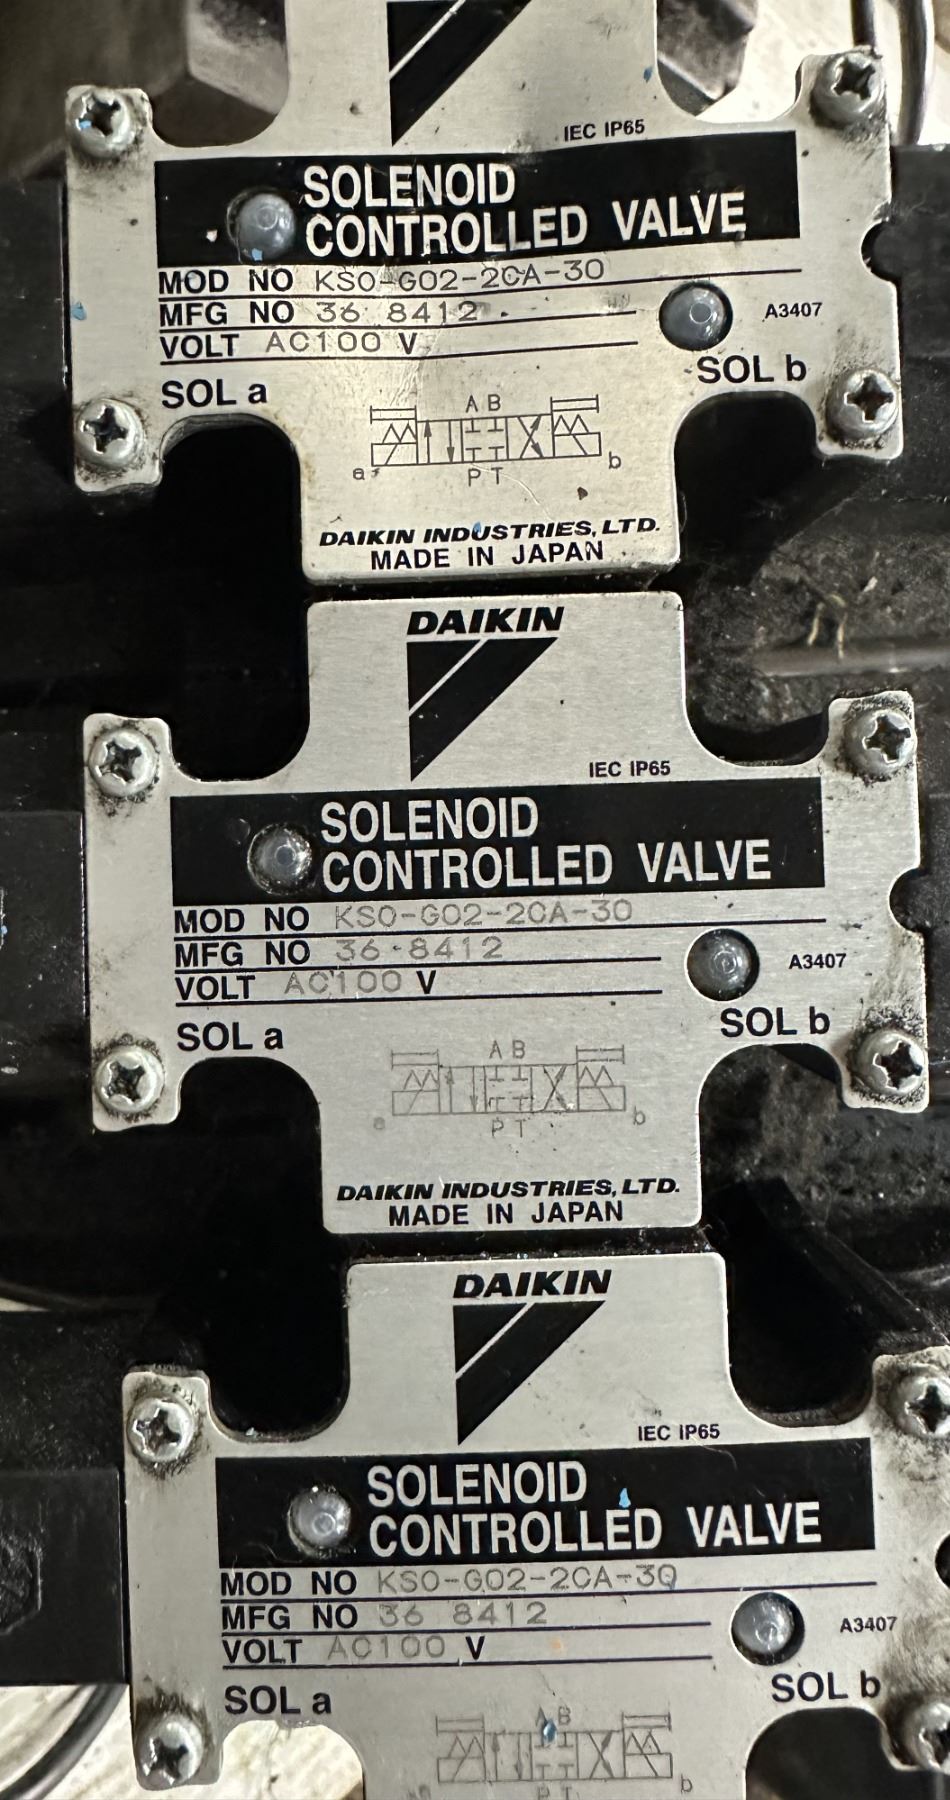 IEC IP65
SOLENOID
CONTROLLED VALVE
MOD NO KSO-G02-2CA-30
MFG NO 36 8412
VOLT AC100 V
A3407
SOL a
SOL b
A B
a
b
P T
DAIKIN INDUSTRIES, LTD.
MADE IN JAPAN
DAIKIN
IEC IP65
SOLENOID
CONTROLLED VALVE
MOD NO KSO-G02-2CA-30
MFG NO 36 8412
VOLT AC100 V
A3407
SOL a
SOL b
A B
a
b
P T
DAIKIN INDUSTRIES, LTD.
MADE IN JAPAN
DAIKIN
IEC IP65
SOLENOID
CONTROLLED VALVE
MOD NO KSO-G02-2CA-30
MFG NO 36 8412
VOLT AC100 V
A3407
SOL a
SOL b
A B
a
b
P T